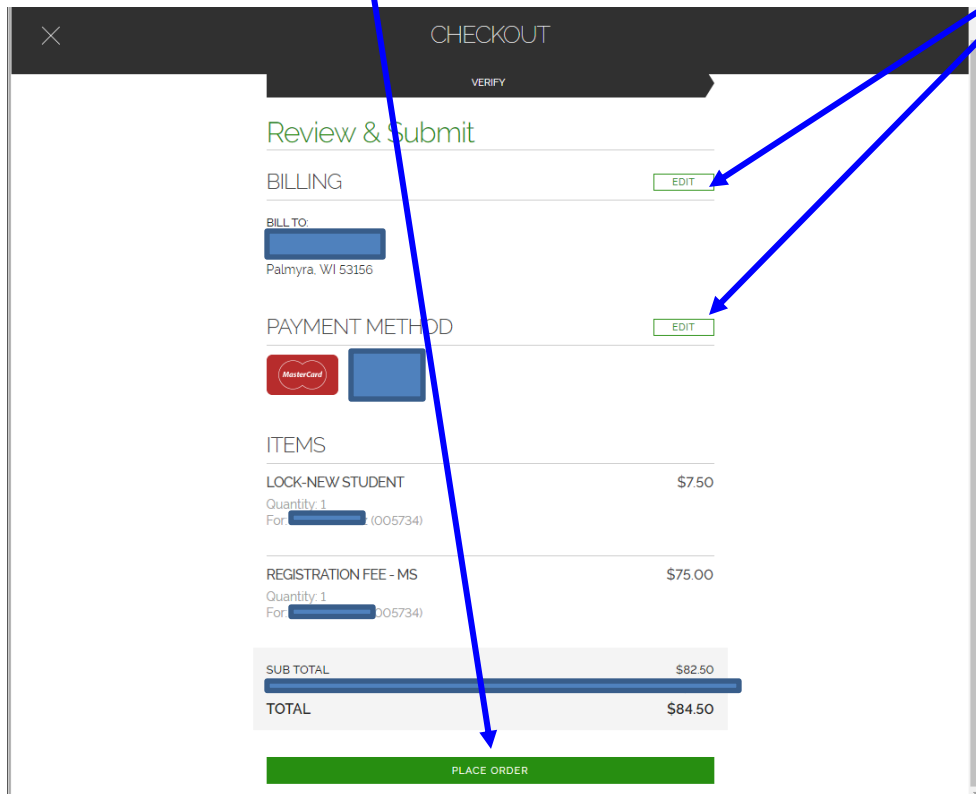 CHECKOUT
VERIFY
Review & Submit
BILLING EDIT
BILL TO:
Palmyra, WI 53156
PAYMENT METHOD EDIT
MasterCard
ITEMS
LOCK-NEW STUDENT $7.50
Quantity: 1
For: (005734)
REGISTRATION FEE - MS $75.00
Quantity: 1
For: 005734)
SUB TOTAL $82.50
TOTAL $84.50
PLACE ORDER